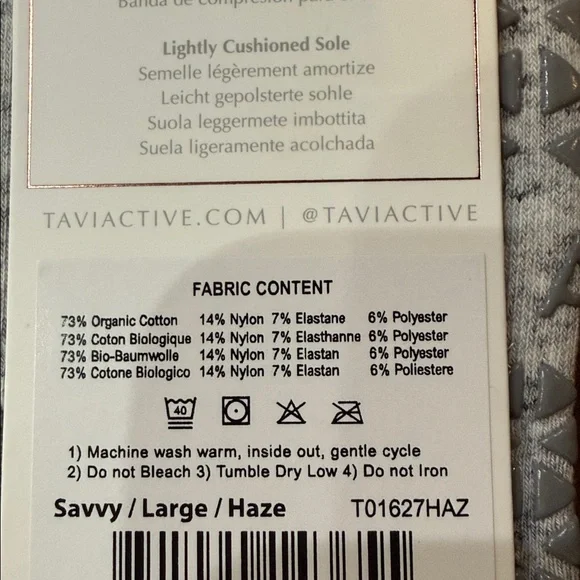 Banda de compresión para
Lightly Cushioned Sole
Semelle légèrement amortize
Leicht gepolsterte sohle
Suola leggermete imbottita
Suela ligeramente acolchada
TAVIACTIVE.COM | @TAVIACTIVE
FABRIC CONTENT
73% Organic Cotton 14% Nylon 7% Elastane 6% Polyester
73% Coton Biologique 14% Nylon 7% Elasthanne 6% Polyester
73% Bio-Baumwolle 14% Nylon 7% Elastan 6% Polyester
73% Cotone Biologico 14% Nylon 7% Elastan 6% Poliestere
40
1) Machine wash warm, inside out, gentle cycle
2) Do not Bleach 3) Tumble Dry Low 4) Do not Iron
Savvy / Large / Haze T01627HAZ